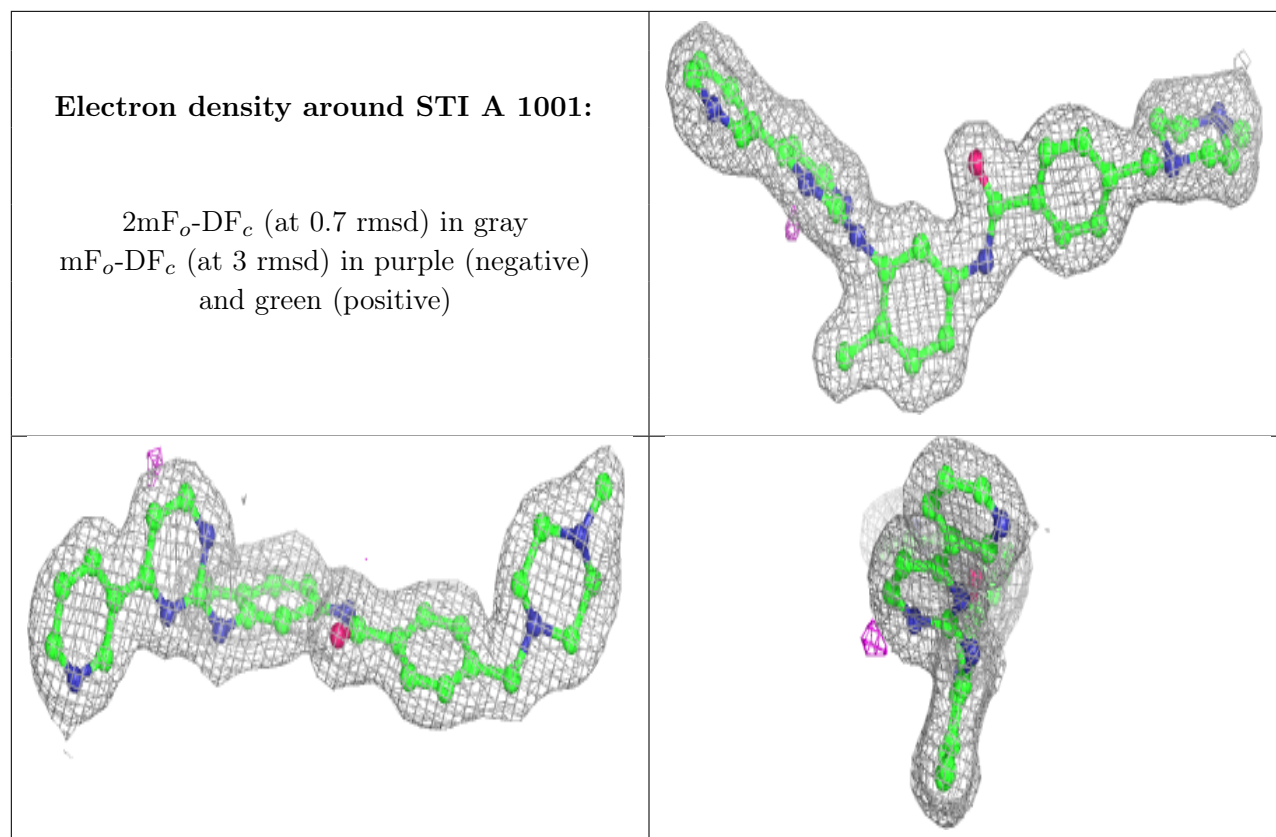 Electron density around STI A 1001:
2mFo-DFc (at 0.7 rmsd) in gray
mFo-DFc (at 3 rmsd) in purple (negative)
and green (positive)